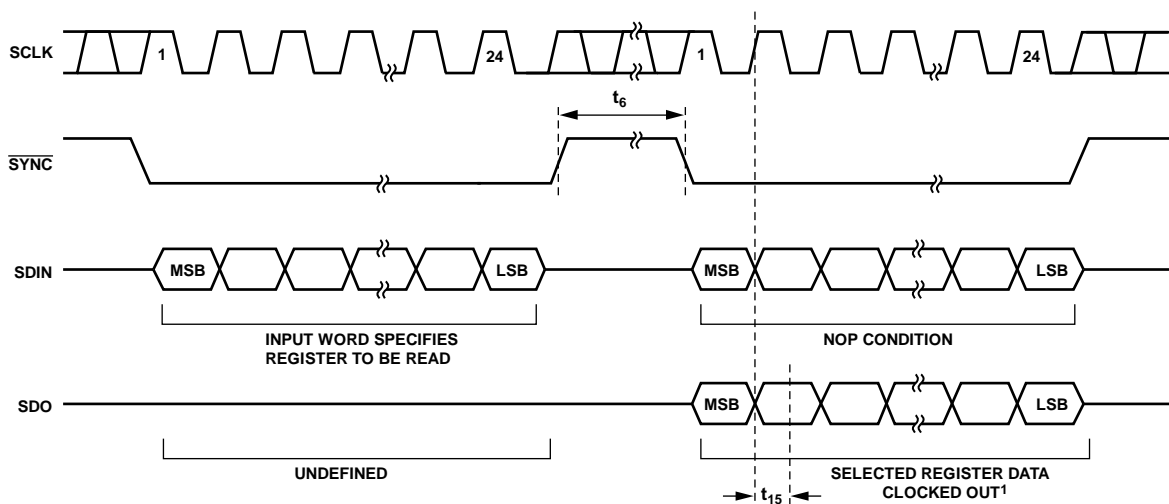 SCLK
1
24
1
24
t6
SYNC
SDIN
MSB
LSB
MSB
LSB
INPUT WORD SPECIFIES
REGISTER TO BE READ
NOP CONDITION
SDO
MSB
LSB
UNDEFINED
SELECTED REGISTER DATA
CLOCKED OUT1
t15